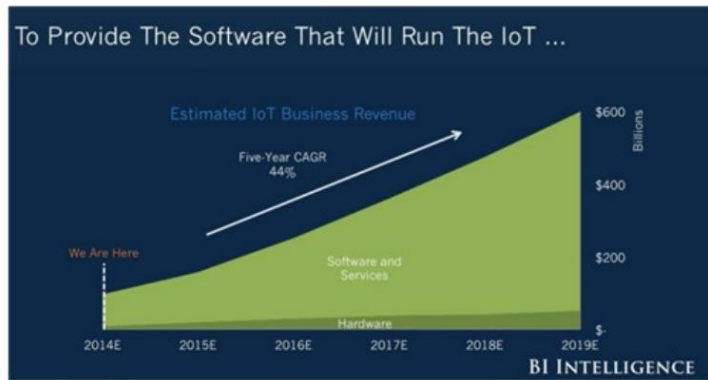 To Provide The Software That Will Run The IoT ...
Estimated IoT Business Revenue
$600
Billions
Five-Year CAGR
44%
$400
We Are Here
Software and
Services
$200
Hardware
$-
2014E 2015E 2016E 2017E 2018E 2019E
BI INTELLIGENCE